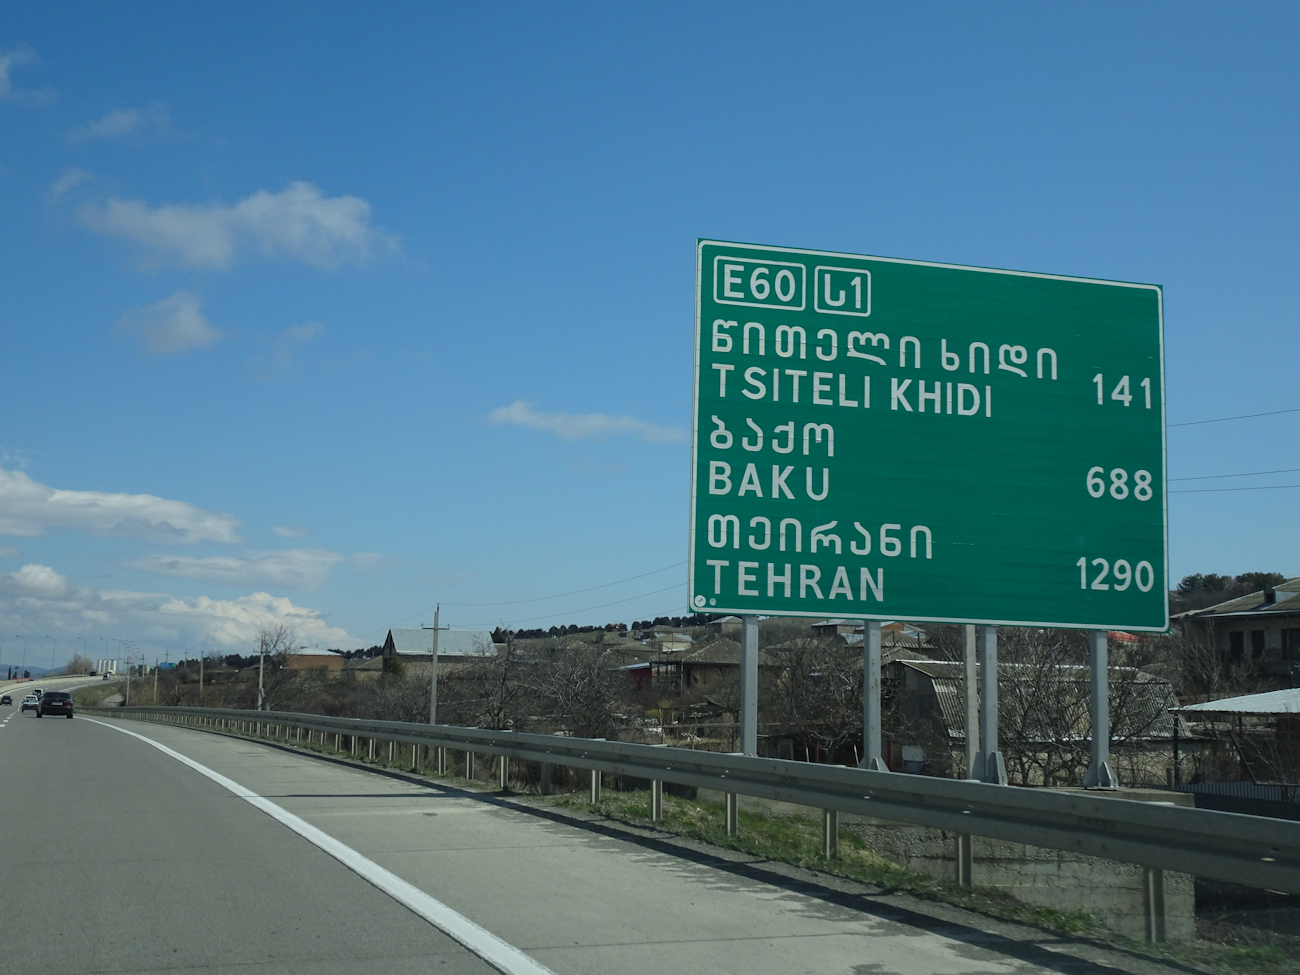 E60 ს1
წითელი ხიდი
TSITELI KHIDI 141
ბაქო
BAKU 688
თეირანი
TEHRAN 1290